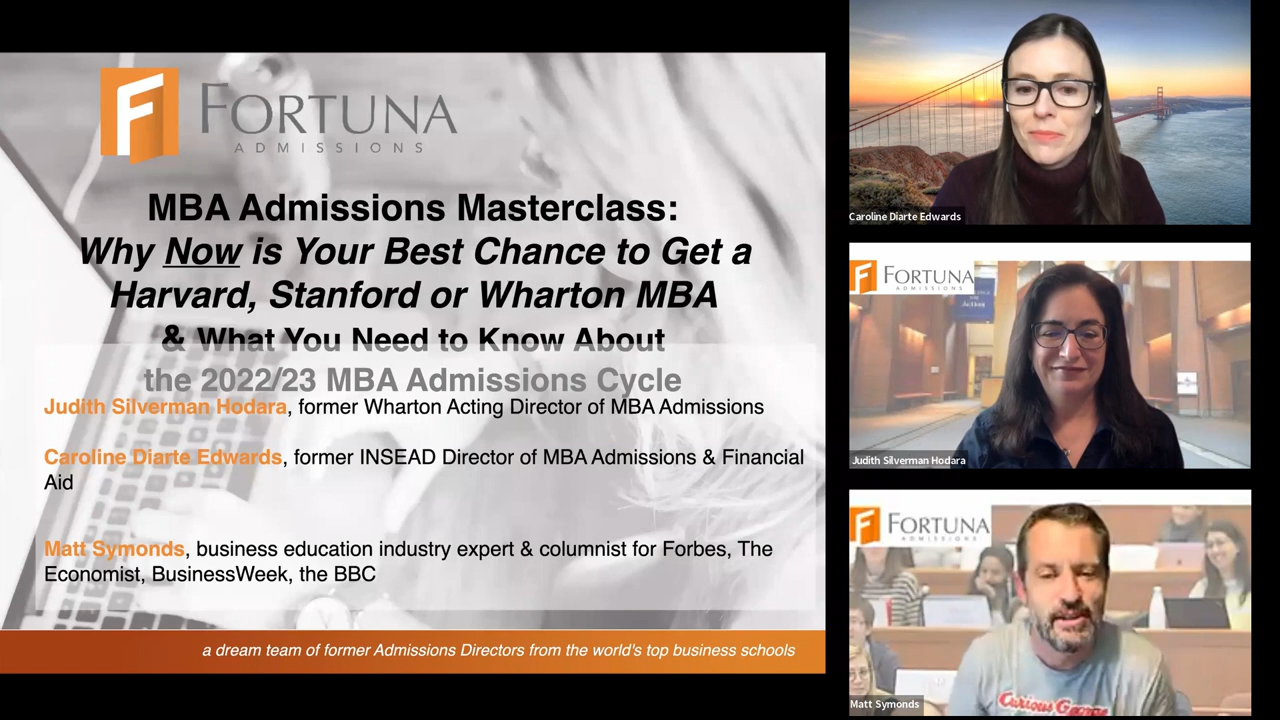 FORTUNA
ADMISSIONS
MBA Admissions Masterclass:
Why Now is Your Best Chance to Get a
Harvard, Stanford or Wharton MBA
& What You Need to Know About
the 2022/23 MBA Admissions Cycle
Judith Silverman Hodara, former Wharton Acting Director of MBA Admissions
Caroline Diarte Edwards, former INSEAD Director of MBA Admissions & Financial
Aid
Matt Symonds, business education industry expert & columnist for Forbes, The
Economist, BusinessWeek, the BBC
a dream team of former Admissions Directors from the world's top business schools
Caroline Diarte Edwards
FORTUNA
ADMISSIONS
Judith Silverman Hodara
FORTUNA
ADMISSIONS
Curious George
Matt Symonds